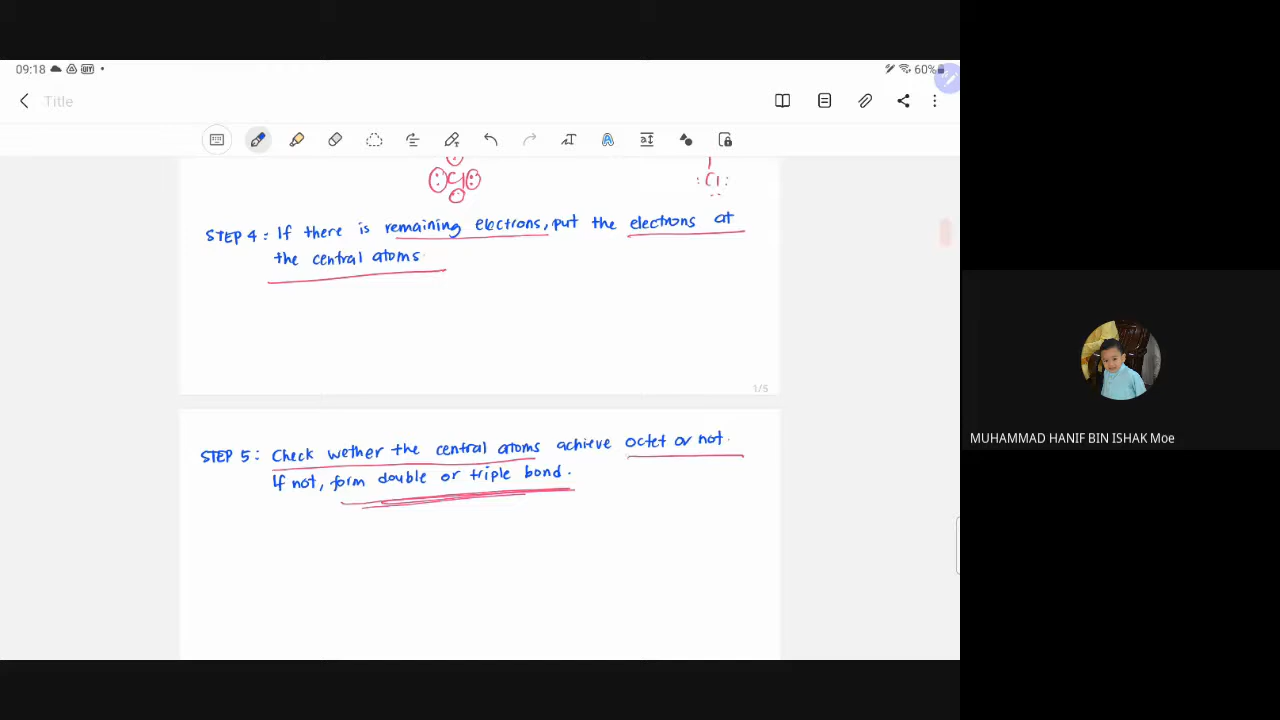 09:18
60%
Title
Cl
: Cl :
STEP 4 : If there is remaining electrons, put the electrons at
the central atoms.
1/5
STEP 5 : Check wether the central atoms achieve octet or not.
If not, form double or triple bond.
MUHAMMAD HANIF BIN ISHAK Moe